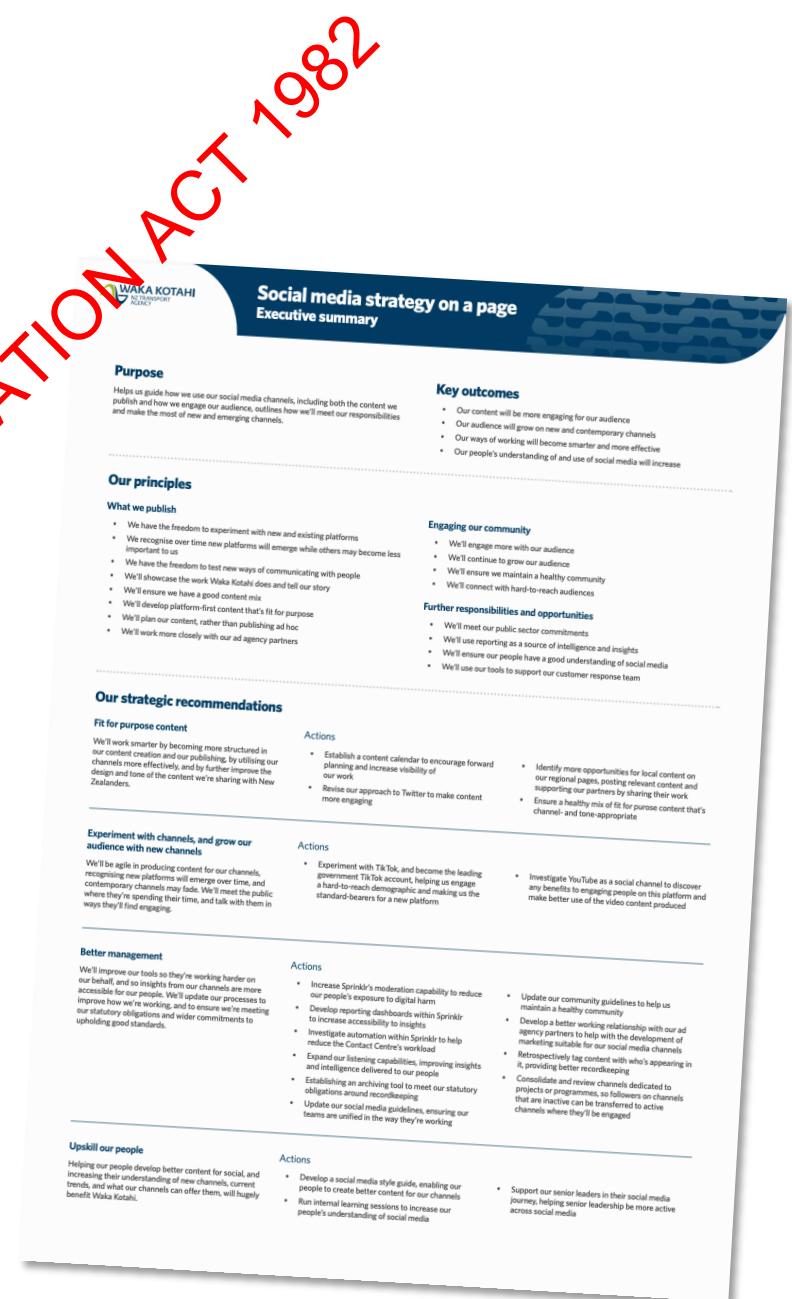 ATION ACT 1982
WAKA KOTAHI
NZ TRANSPORT
AGENCY
Social media strategy on a page
Executive summary
Purpose
Helps us guide how we use our social media channels, including both the content we
publish and how we engage our audience, outlines how we'll meet our responsibilities
and make the most of new and emerging channels.
Key outcomes
• Our content will be more engaging for our audience
• Our audience will grow on new and contemporary channels
• Our ways of working will become smarter and more effective
• Our people's understanding of and use of social media will increase
Our principles
What we publish
• We have the freedom to experiment with new and existing platforms
• We recognise over time new platforms will emerge while others may become less
important to us
• We have the freedom to test new ways of communicating with people
• We'll showcase the work Waka Kotahi does and tell our story
• We'll ensure we have a good content mix
• We'll develop platform-first content that's fit for purpose
• We'll plan our content, rather than publishing ad hoc
• We'll work more closely with our ad agency partners
Engaging our community
• We'll engage more with our audience
• We'll continue to grow our audience
• We'll ensure we maintain a healthy community
• We'll connect with hard-to-reach audiences
Further responsibilities and opportunities
• We'll meet our public sector commitments
• We'll use reporting as a source of intelligence and insights
• We'll ensure our people have a good understanding of social media
• We'll use our tools to support our customer response team
Our strategic recommendations
Fit for purpose content
We'll work smarter by becoming more structured in
our content creation and our publishing, by utilising our
channels more effectively, and by further improve the
design and tone of the content we're sharing with New
Zealanders.
Actions
• Establish a content calendar to encourage forward
planning and increase visibility of
our work
• Revise our approach to Twitter to make content
more engaging
• Identify more opportunities for local content on
our regional pages, posting relevant content and
supporting our partners by sharing their work
• Ensure a healthy mix of fit for purose content that's
channel- and tone-appropriate
Experiment with channels, and grow our
audience with new channels
We'll be agile in producing content for our channels,
recognising new platforms will emerge over time, and
contemporary channels may fade. We'll meet the public
where they're spending their time, and talk with them in
ways they'll find engaging.
Actions
• Experiment with TikTok, and become the leading
government TikTok account, helping us engage
a hard-to-reach demographic and making us the
standard-bearers for a new platform
• Investigate YouTube as a social channel to discover
any benefits to engaging people on this platform and
make better use of the video content produced
Better management
We'll improve our tools so they're working harder on
our behalf, and so insights from our channels are more
accessible for our people. We'll update our processes to
improve how we're working, and to ensure we're meeting
our statutory obligations and wider commitments to
upholding good standards.
Actions
• Increase Sprinklr's moderation capability to reduce
our people's exposure to digital harm
• Develop reporting dashboards within Sprinklr
to increase accessibility to insights
• Investigate automation within Sprinklr to help
reduce the Contact Centre's workload
• Expand our listening capabilities, improving insights
and intelligence delivered to our people
• Establishing an archiving tool to meet our statutory
obligations around recordkeeping
• Update our social media guidelines, ensuring our
teams are unified in the way they're working
• Update our community guidelines to help us
maintain a healthy community
• Develop a better working relationship with our ad
agency partners to help with the development of
marketing suitable for our social media channels
• Retrospectively tag content with who's appearing in
it, providing better recordkeeping
• Consolidate and review channels dedicated to
projects or programmes, so followers on channels
that are inactive can be transferred to active
channels where they'll be engaged
Upskill our people
Helping our people develop better content for social, and
increasing their understanding of new channels, current
trends, and what our channels can offer them, will hugely
benefit Waka Kotahi.
Actions
• Develop a social media style guide, enabling our
people to create better content for our channels
• Run internal learning sessions to increase our
people's understanding of social media
• Support our senior leaders in their social media
journey, helping senior leadership be more active
across social media